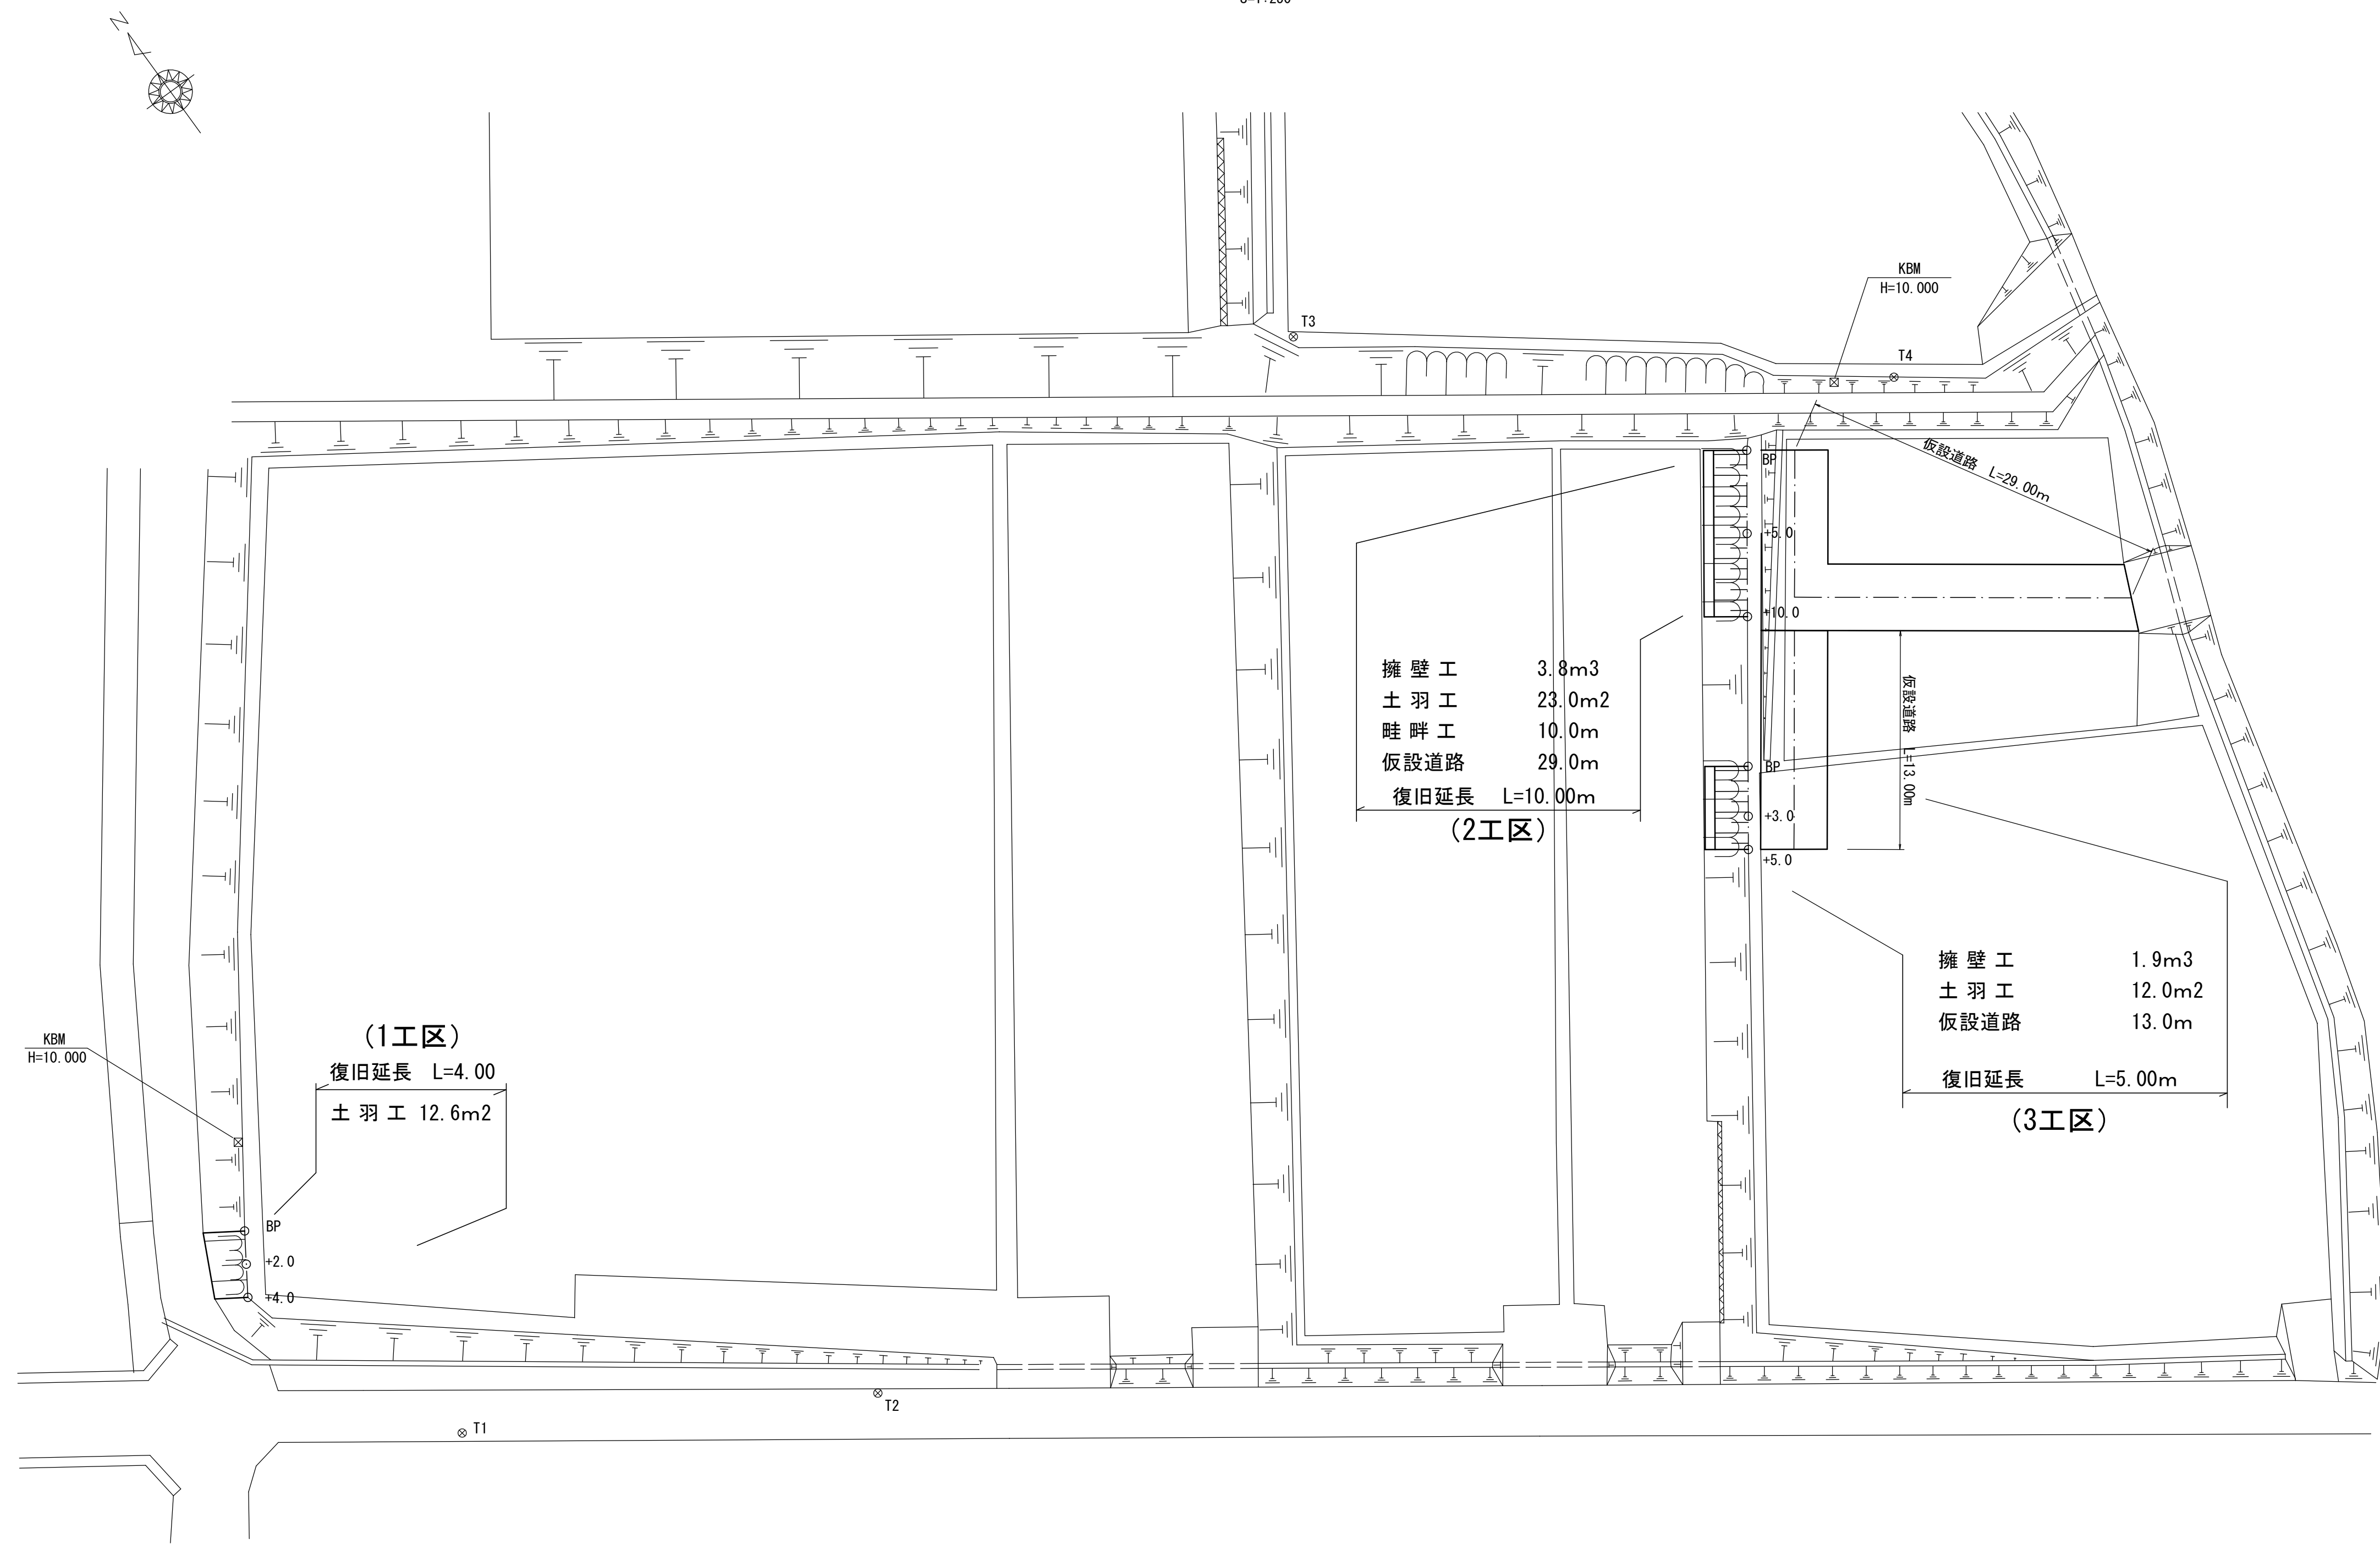 N
KBM
H=10.000
T3
T4
仮設道路 L=29.00m
BP
+5.0
+10.0
擁壁工 3.8m3
土羽工 23.0m2
畦畔工 10.0m
仮設道路 29.0m
復旧延長 L=10.00m
(2工区)
仮設道路 L=13.00m
BP
+3.0
+5.0
擁壁工 1.9m3
土羽工 12.0m2
仮設道路 13.0m
復旧延長 L=5.00m
(3工区)
KBM
H=10.000
(1工区)
復旧延長 L=4.00
土羽工 12.6m2
BP
+2.0
+4.0
T2
T1